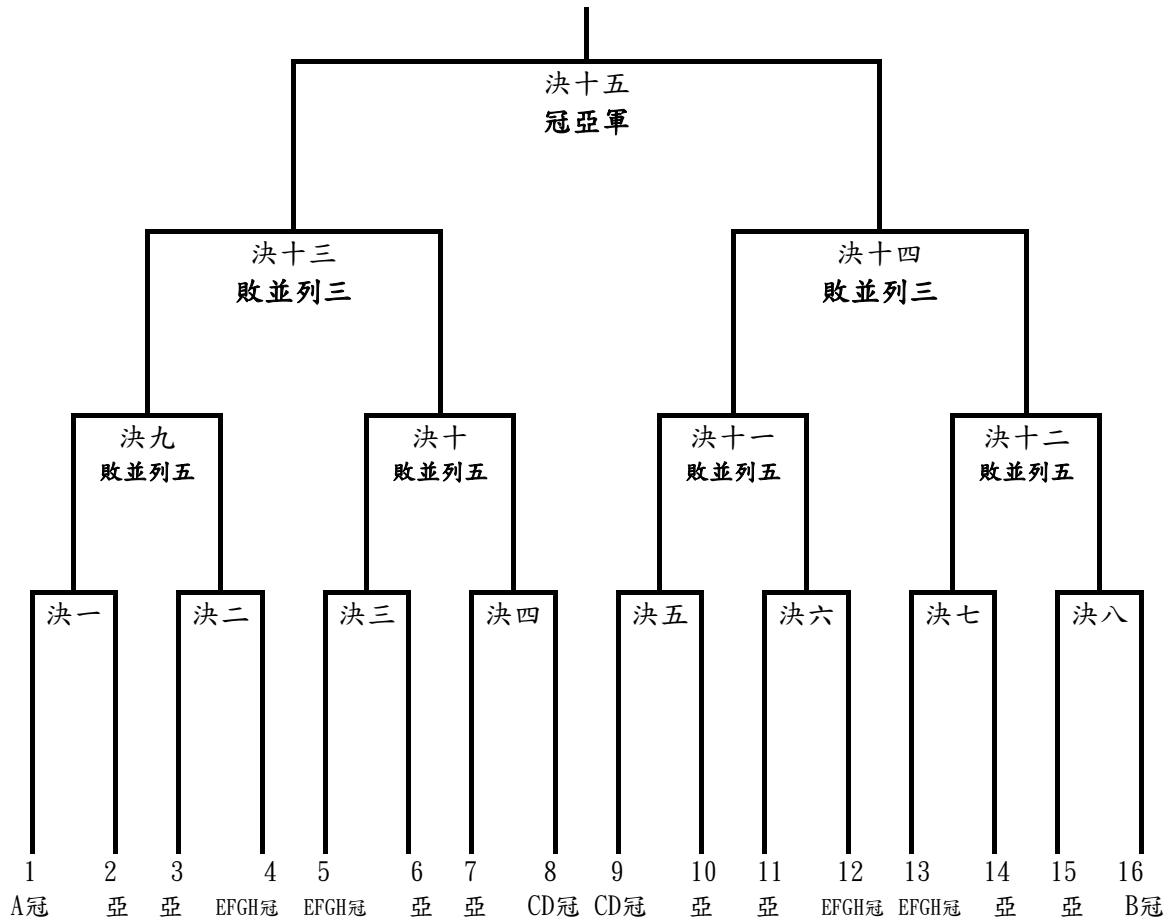 決十五
冠亞軍
決十三 決十四
敗並列三 敗並列三
決九 決十 決十一 決十二
敗並列五 敗並列五 敗並列五 敗並列五
決一 決二 決三 決四 決五 決六 決七 決八
1 2 3 4 5 6 7 8 9 10 11 12 13 14 15 16
A冠 亞 亞 EFGH冠 EFGH冠 亞 亞 CD冠 CD冠 亞 亞 EFGH冠 EFGH冠 亞 亞 B冠